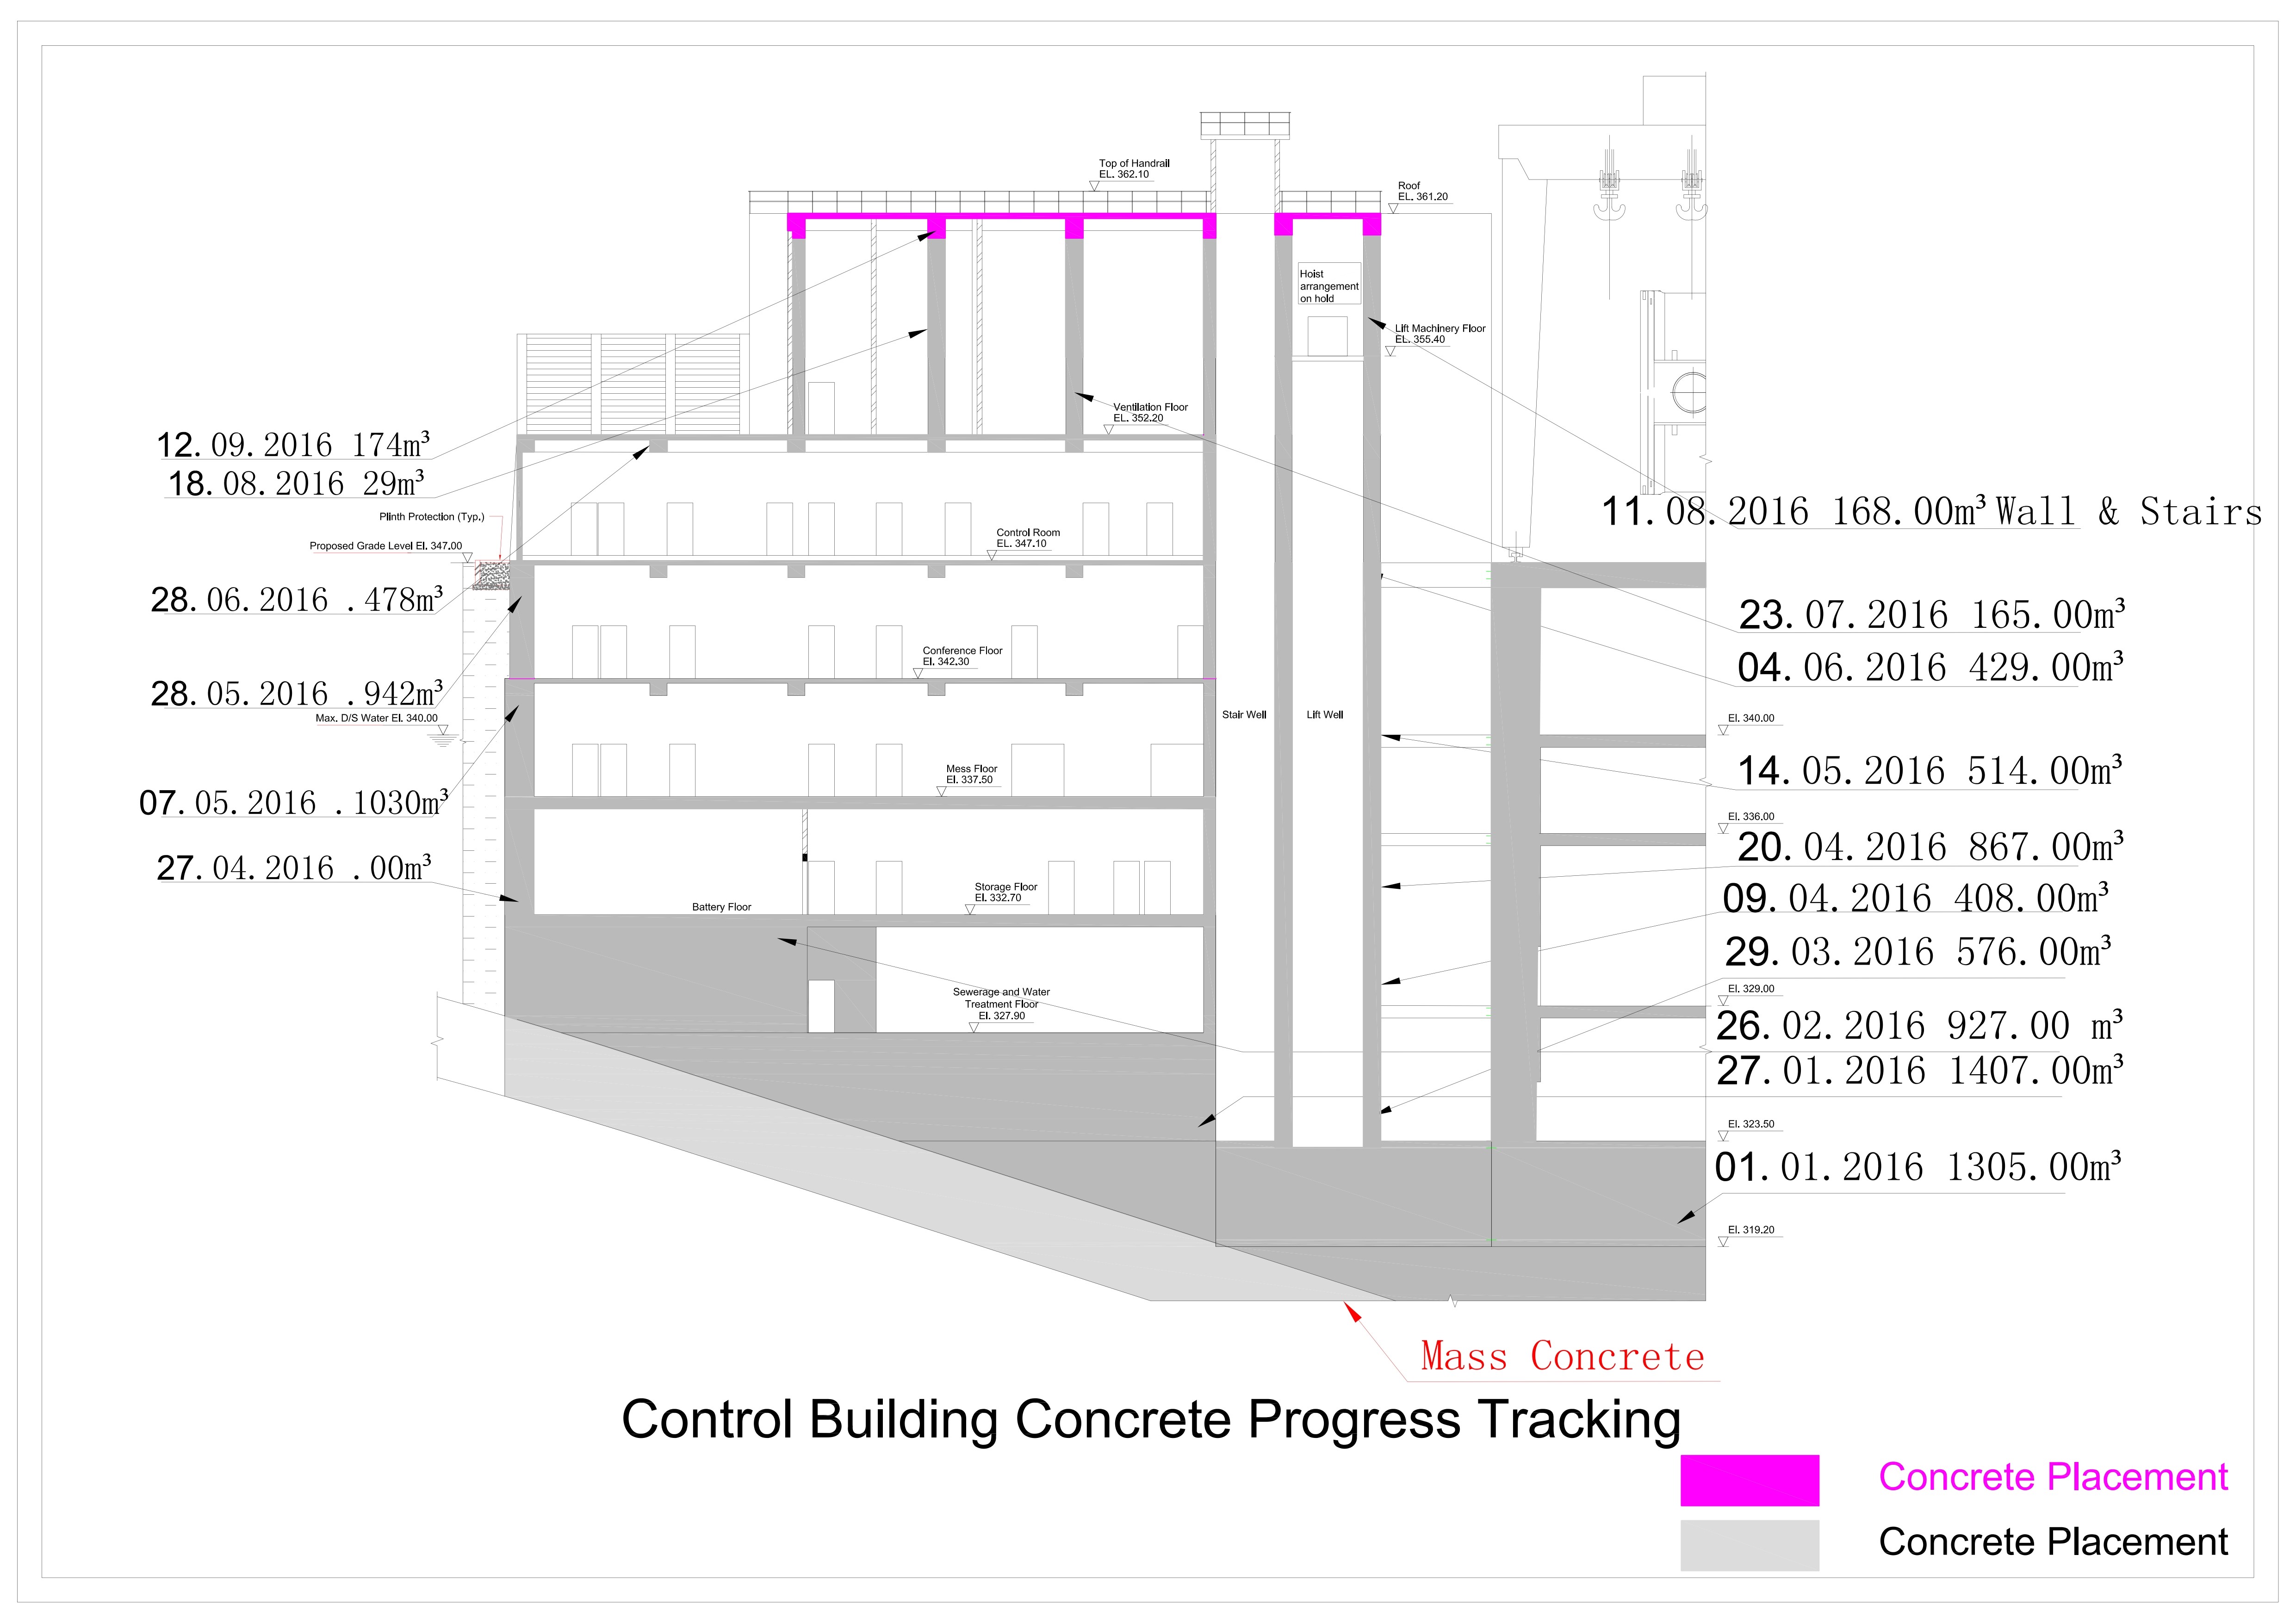 Top of Handrail
EL. 362.10
Roof
EL. 361.20
Hoist
arrangement
on hold
Lift Machinery Floor
EL. 355.40
Ventilation Floor
EL. 352.20
12. 09. 2016 174m³
18. 08. 2016 29m³
11. 08. 2016 168.00m³ Wall & Stairs
Plinth Protection (Typ.)
Proposed Grade Level El. 347.00
Control Room
EL. 347.10
28. 06. 2016 .478m³
23. 07. 2016 165.00m³
Conference Floor
El. 342.30
04. 06. 2016 429.00m³
28. 05. 2016 .942m³
Max. D/S Water El. 340.00
Stair Well
Lift Well
El. 340.00
Mess Floor
El. 337.50
14. 05. 2016 514.00m³
07. 05. 2016 .1030m³
El. 336.00
20. 04. 2016 867.00m³
27. 04. 2016 .00m³
Storage Floor
El. 332.70
Battery Floor
09. 04. 2016 408.00m³
29. 03. 2016 576.00m³
Sewerage and Water
Treatment Floor
El. 327.90
El. 329.00
26. 02. 2016 927.00 m³
27. 01. 2016 1407.00m³
El. 323.50
01. 01. 2016 1305.00m³
El. 319.20
Mass Concrete
Control Building Concrete Progress Tracking
Concrete Placement
Concrete Placement